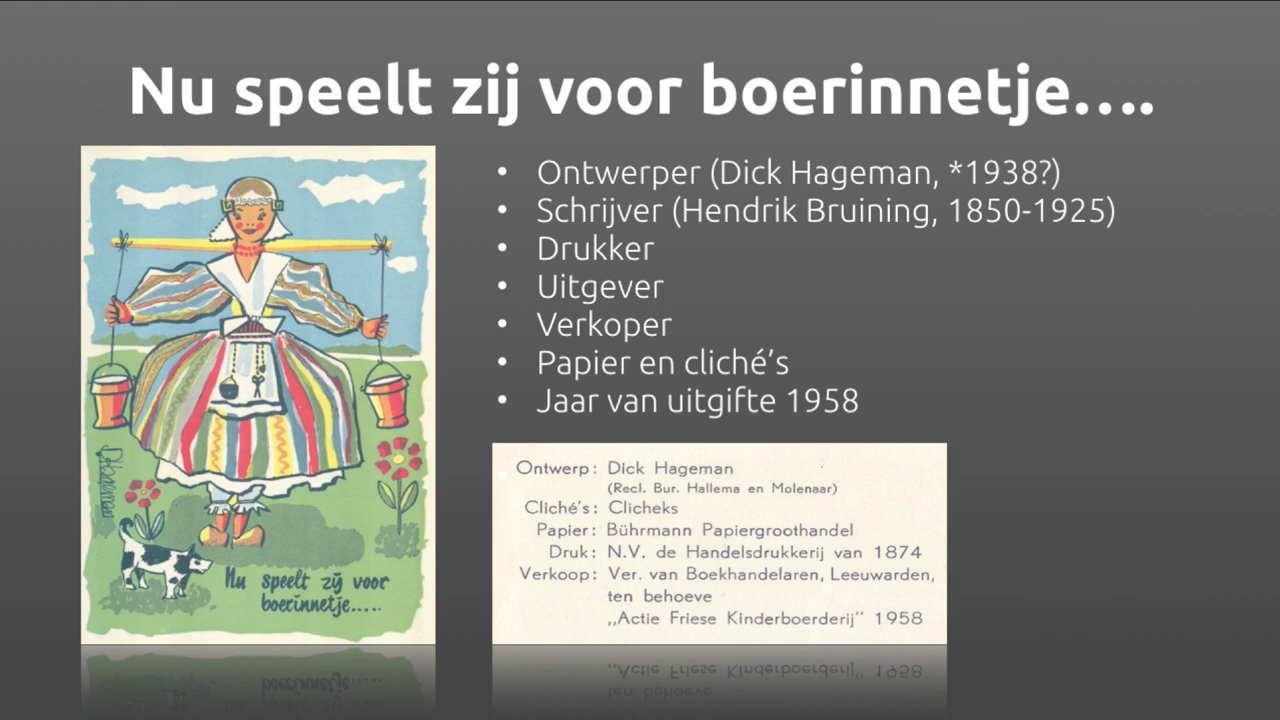 Nu speelt zij voor boerinnetje....
• Ontwerper (Dick Hageman, *1938?)
• Schrijver (Hendrik Bruining, 1850-1925)
• Drukker
• Uitgever
• Verkoper
• Papier en cliché's
• Jaar van uitgifte 1958
DHageman
Nu speelt zij voor
boerinnetje.....
Ontwerp: Dick Hageman
(Recl. Bur. Hallema en Molenaar)
Cliché's: Clicheks
Papier: Bührmann Papiergroothandel
Druk: N.V. de Handelsdrukkerij van 1874
Verkoop: Ver. van Boekhandelaren, Leeuwarden,
ten behoeve
„Actie Friese Kinderboerderij" 1958